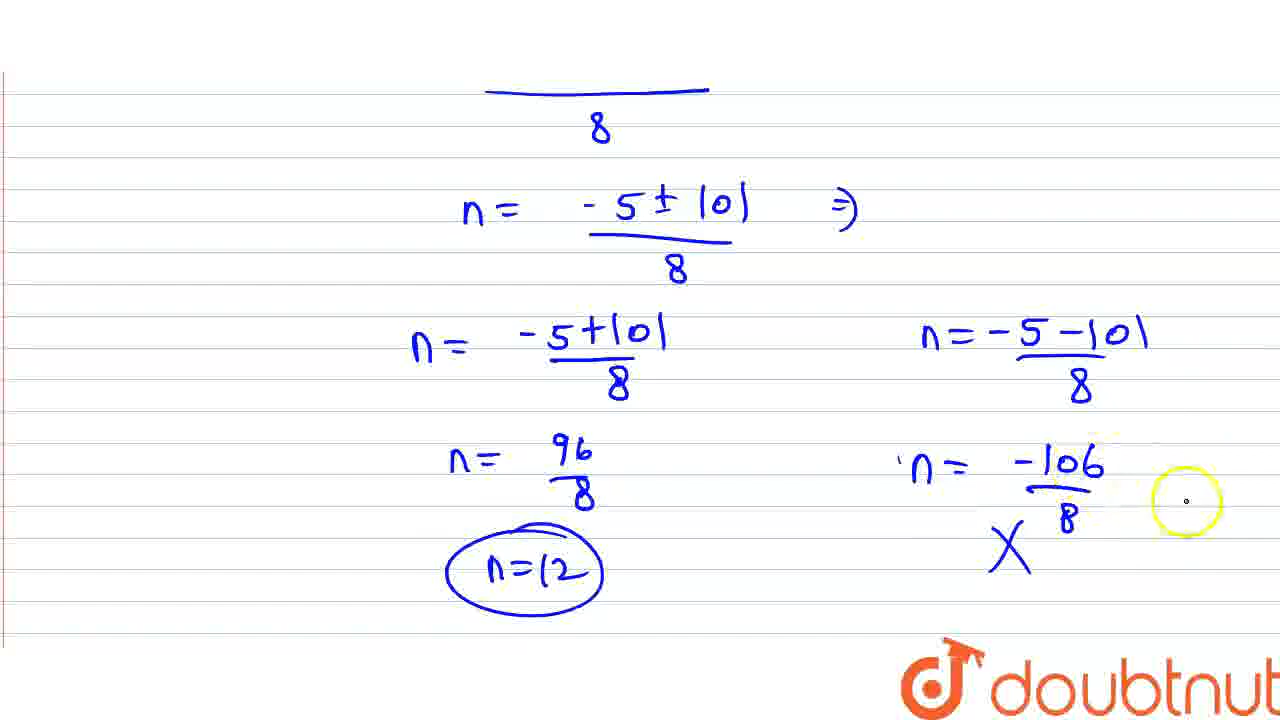 8
n = -5 ± 101 / 8 ⇒
n = -5 + 101 / 8
n = -5 - 101 / 8
n = 96 / 8
n = -106 / 8
n = 12
X
doubtnut